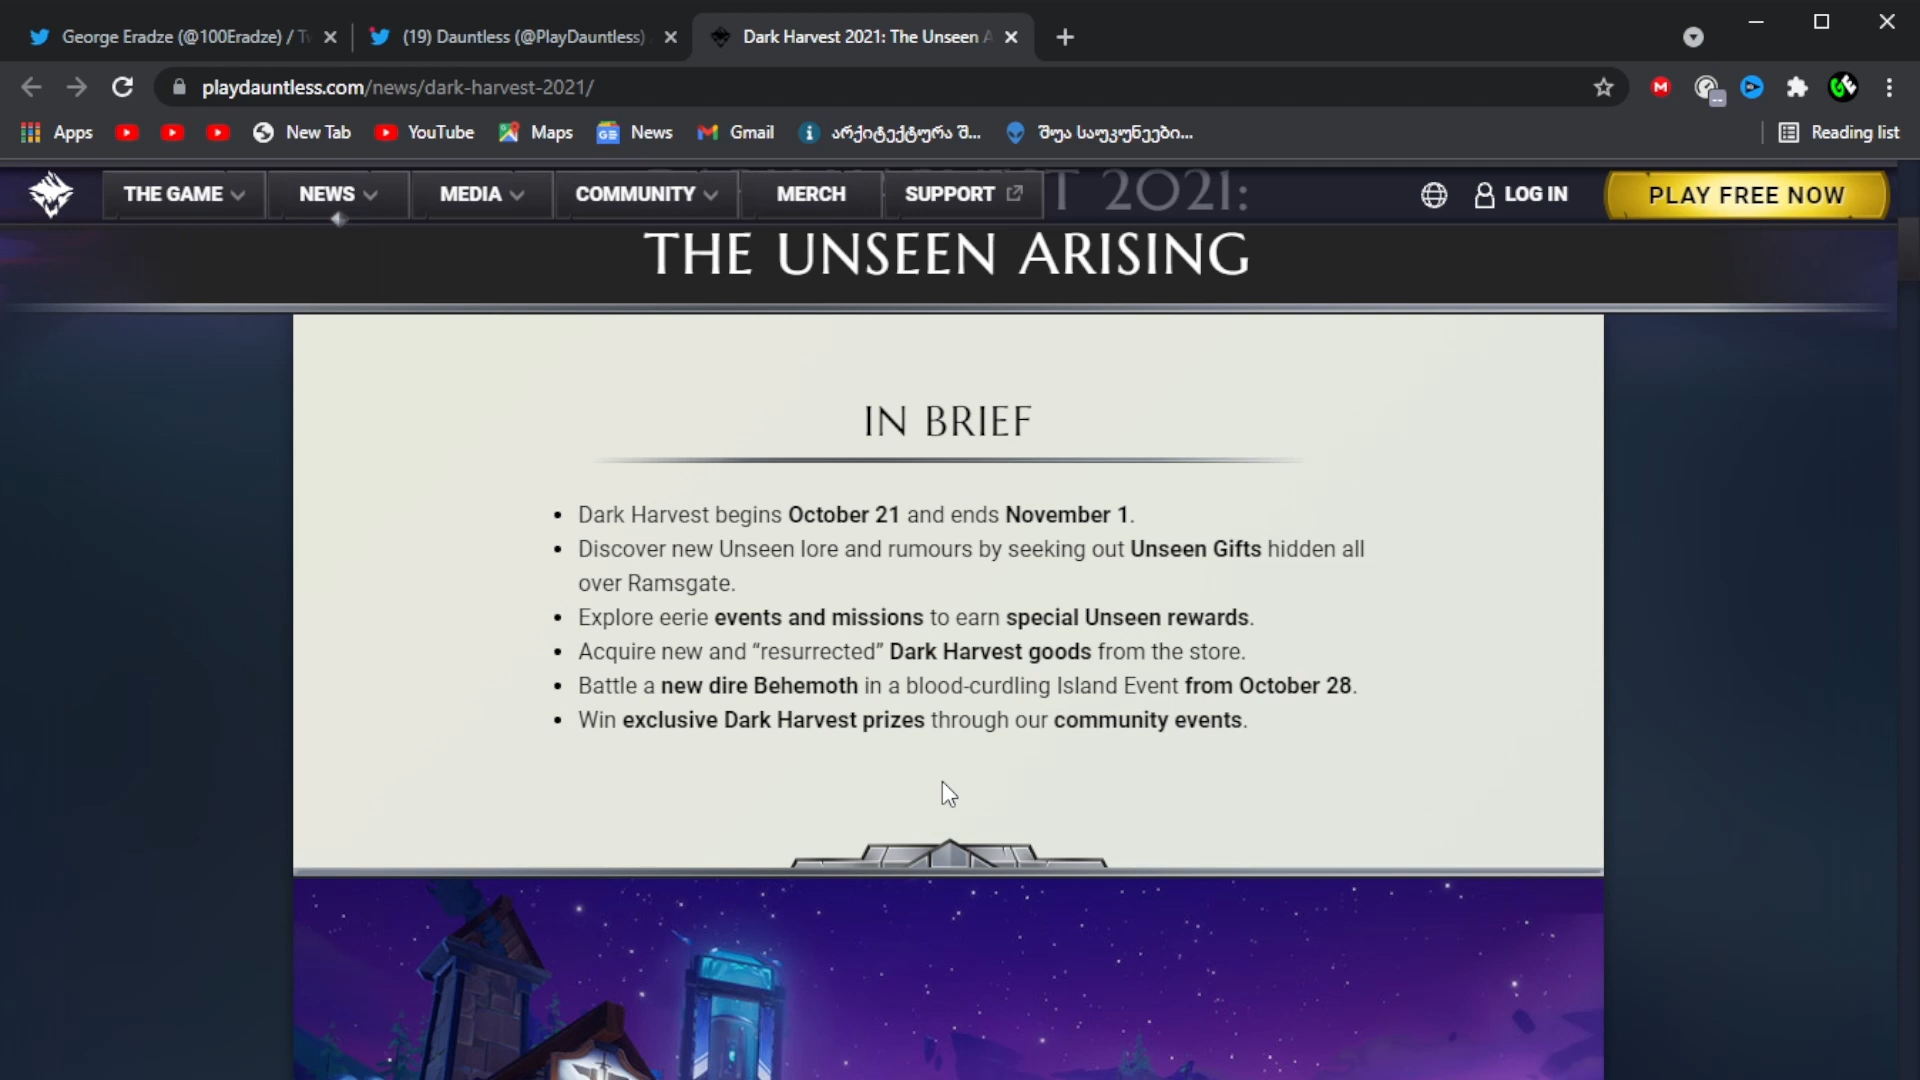 George Eradze (@100Eradze) / Tw
(19) Dauntless (@PlayDauntless)
Dark Harvest 2021: The Unseen A
playdauntless.com/news/dark-harvest-2021/
Apps
New Tab
YouTube
Maps
News
Gmail
არქიტექტურა შ...
შუა საუკუნეები...
Reading list
THE GAME
NEWS
MEDIA
COMMUNITY
MERCH
SUPPORT
T 2021:
LOG IN
PLAY FREE NOW
THE UNSEEN ARISING
IN BRIEF
• Dark Harvest begins October 21 and ends November 1.
• Discover new Unseen lore and rumours by seeking out Unseen Gifts hidden all
over Ramsgate.
• Explore eerie events and missions to earn special Unseen rewards.
• Acquire new and “resurrected” Dark Harvest goods from the store.
• Battle a new dire Behemoth in a blood-curdling Island Event from October 28.
• Win exclusive Dark Harvest prizes through our community events.